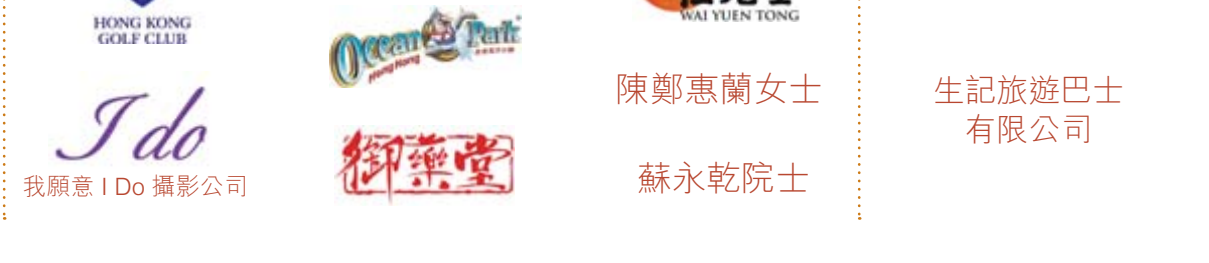 HONG KONG
GOLF CLUB
I do
我願意 I Do 攝影公司
Ocean Park
Hong Kong
御藥堂
WAI YUEN TONG
陳鄭惠蘭女士
蘇永乾院士
生記旅遊巴士
有限公司